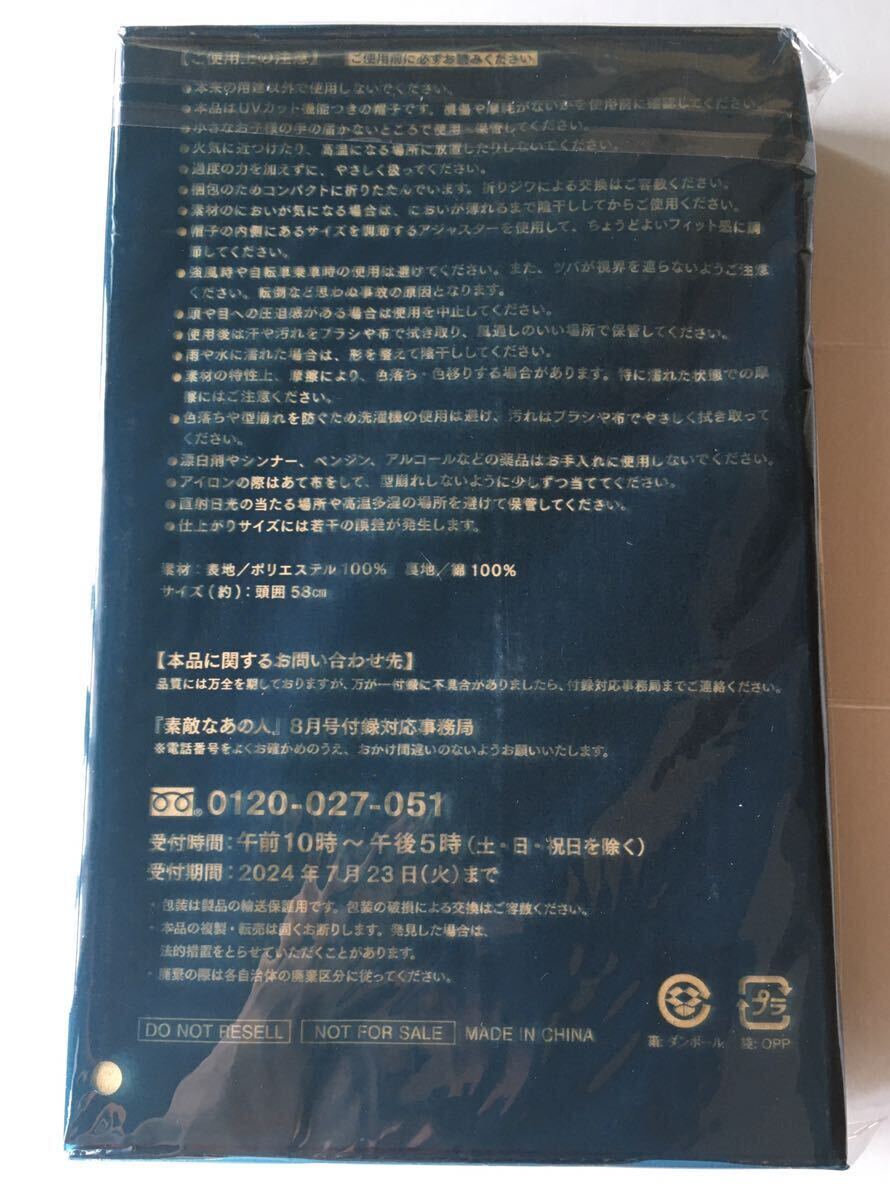 【ご使用上の注意】 ご使用前に必ずお読みください
●本来の用途以外で使用しないでください。
●本品はUVカット機能つきの帽子です。損傷や摩耗がないかを使用前に確認してください。
●小さなお子様の手の届かないところで使用・保管してください。
●火気に近づけたり、高温になる場所に放置したりしないでください。
●過度の力を加えずに、やさしく扱ってください。
●梱包のためコンパクトに折りたたんでいます。折りジワによる交換はご容赦ください。
●素材のにおいが気になる場合は、においが薄れるまで陰干ししてからご使用ください。
●帽子の内側にあるサイズを調節するアジャスターを使用して、ちょうどよいフィット感に調
節してください。
●強風時や自転車乗車時の使用は避けてください。また、ツバが視界を遮らないようご注意
ください。転倒など思わぬ事故の原因となります。
●頭や目への圧迫感がある場合は使用を中止してください。
●使用後は汗や汚れをブラシや布で拭き取り、風通しのいい場所で保管してください。
●雨や水に濡れた場合は、形を整えて陰干ししてください。
●素材の特性上、摩擦により、色落ち・色移りする場合があります。特に濡れた状態での摩
擦にはご注意ください。
●色落ちや型崩れを防ぐため洗濯機の使用は避け、汚れはブラシや布でやさしく拭き取って
ください。
●漂白剤やシンナー、ベンジン、アルコールなどの薬品はお手入れに使用しないでください。
●アイロンの際はあて布をして、型崩れしないように少しずつ当ててください。
●直射日光の当たる場所や高温多湿の場所を避けて保管してください。
●仕上がりサイズには若干の誤差が発生します。
素材：表地／ポリエステル100% 裏地／綿100%
サイズ（約）：頭囲58cm
【本品に関するお問い合わせ先】
品質には万全を期しておりますが、万が一付録に不具合がありましたら、付録対応事務局までご連絡ください。
『素敵なあの人』8月号付録対応事務局
※電話番号をよくお確かめのうえ、おかけ間違いのないようお願いいたします。
0120-027-051
受付時間：午前10時～午後5時（土・日・祝日を除く）
受付期間：2024年7月23日（火）まで
・包装は製品の輸送保護用です。包装の破損による交換はご容赦ください。
・本品の複製・転売は固くお断りします。発見した場合は、
法的措置をとらせていただくことがあります。
・廃棄の際は各自治体の廃棄区分に従ってください。
DO NOT RESELL NOT FOR SALE MADE IN CHINA
プラ
箱：ダンボール 袋：OPP